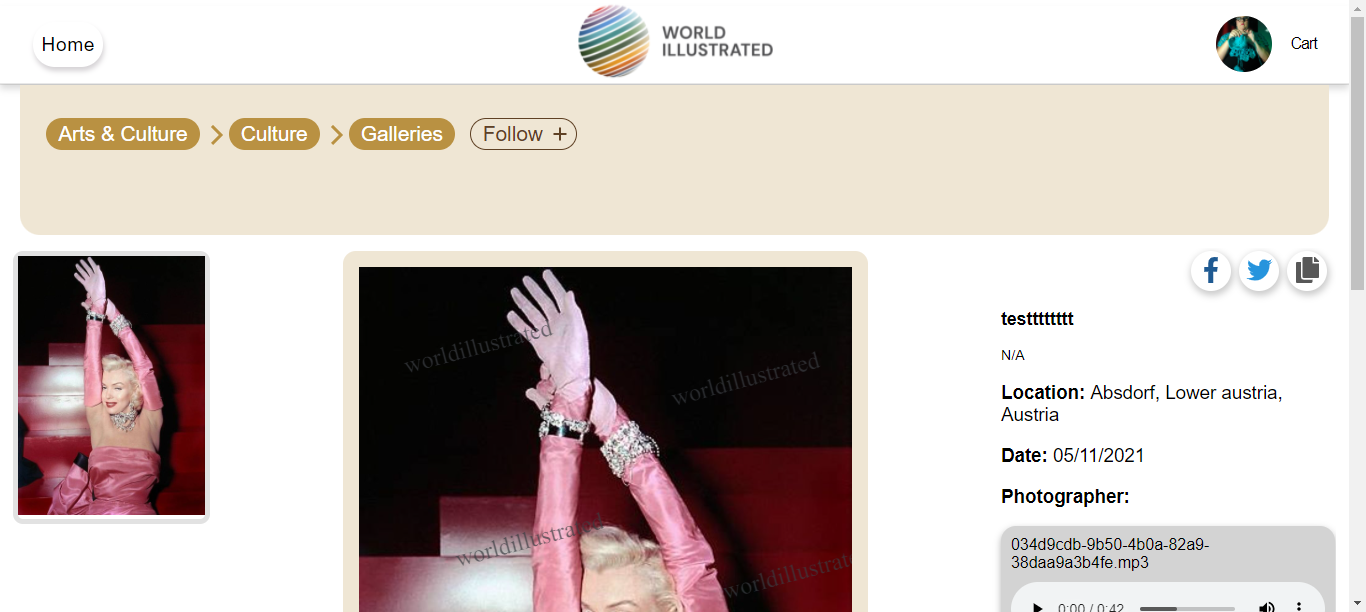 Home
WORLD
ILLUSTRATED
Cart
Arts & Culture
Culture
Galleries
Follow +
testttttttt
N/A
Location: Absdorf, Lower austria,
Austria
Date: 05/11/2021
Photographer:
034d9cdb-9b50-4b0a-82a9-
38daa9a3b4fe.mp3
0:00 / 0:42
worldillustrated
worldillustrated
worldillustrated
worldillustrated